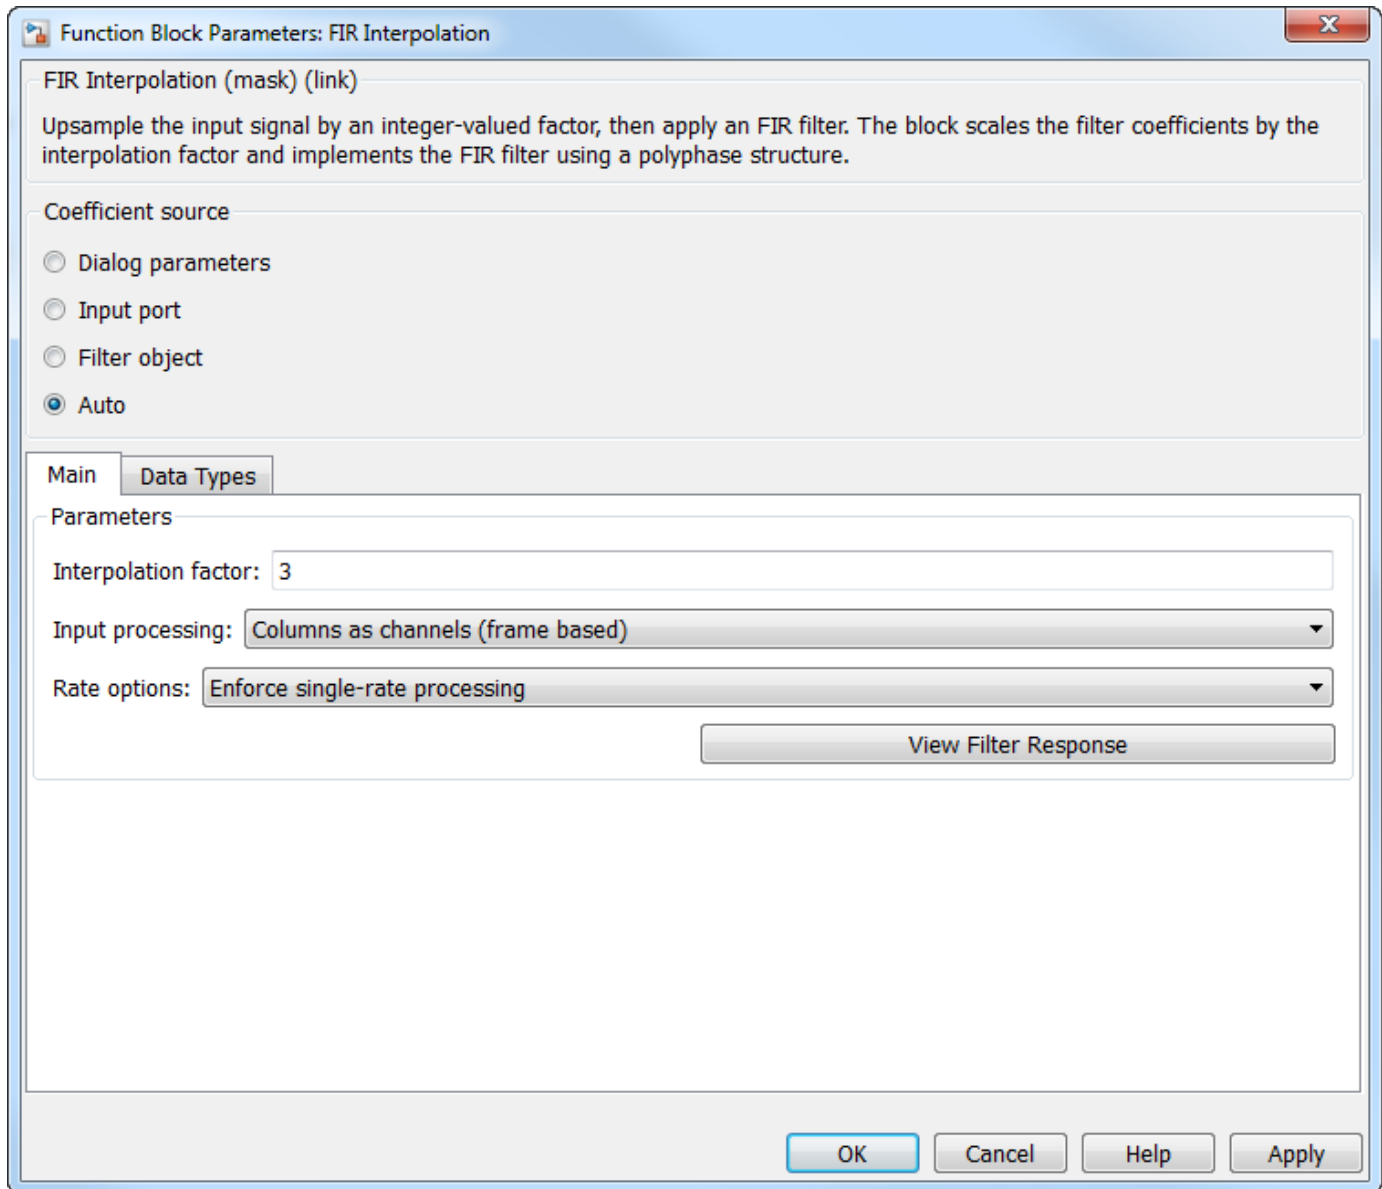 Function Block Parameters: FIR Interpolation
FIR Interpolation (mask) (link)
Upsample the input signal by an integer-valued factor, then apply an FIR filter. The block scales the filter coefficients by the
interpolation factor and implements the FIR filter using a polyphase structure.
Coefficient source
Dialog parameters
Input port
Filter object
Auto
Main Data Types
Parameters
Interpolation factor: 3
Input processing: Columns as channels (frame based)
Rate options: Enforce single-rate processing
View Filter Response
OK Cancel Help Apply